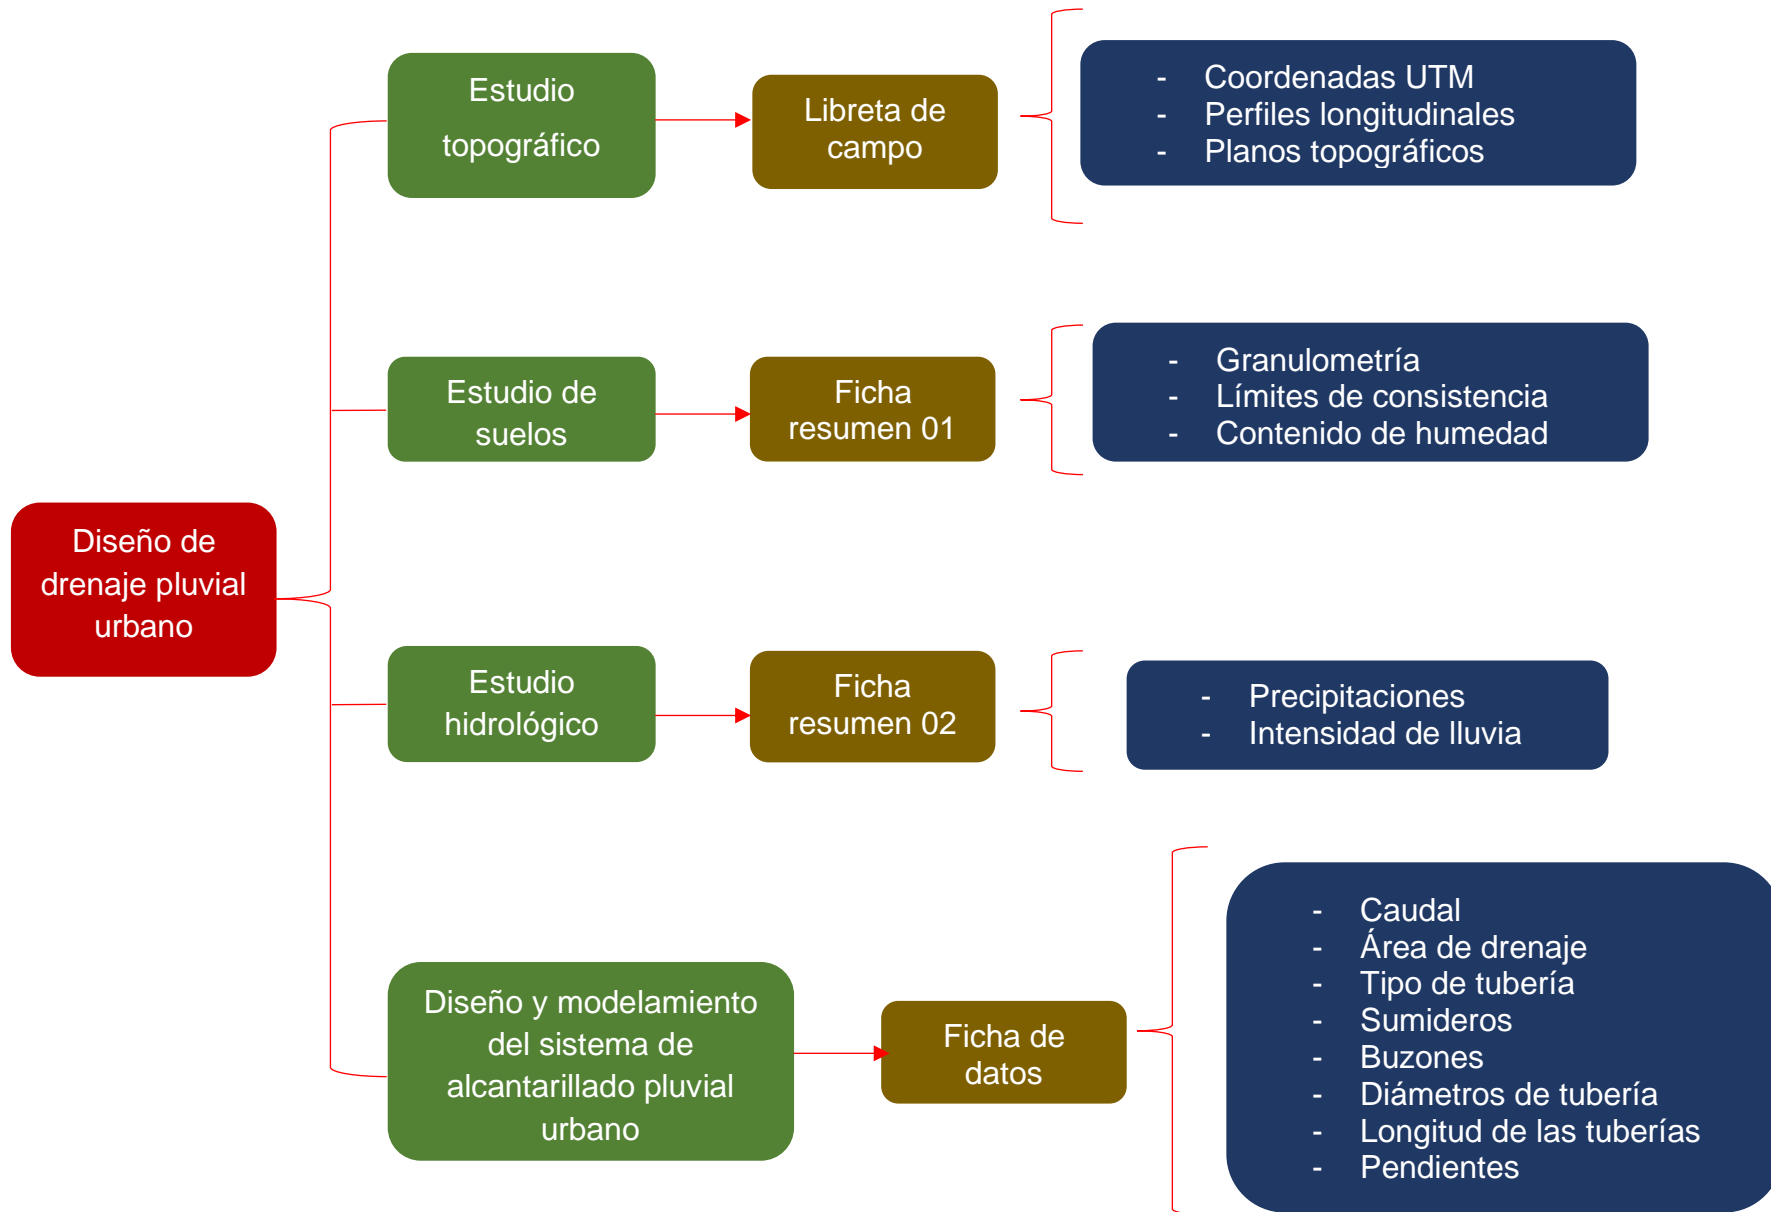 Diseño de
drenaje pluvial
urbano
Estudio
topográfico
Libreta de
campo
- Coordenadas UTM
- Perfiles longitudinales
- Planos topográficos
Estudio de
suelos
Ficha
resumen 01
- Granulometría
- Límites de consistencia
- Contenido de humedad
Estudio
hidrológico
Ficha
resumen 02
- Precipitaciones
- Intensidad de lluvia
Diseño y modelamiento
del sistema de
alcantarillado pluvial
urbano
Ficha de
datos
- Caudal
- Área de drenaje
- Tipo de tubería
- Sumideros
- Buzones
- Diámetros de tubería
- Longitud de las tuberías
- Pendientes